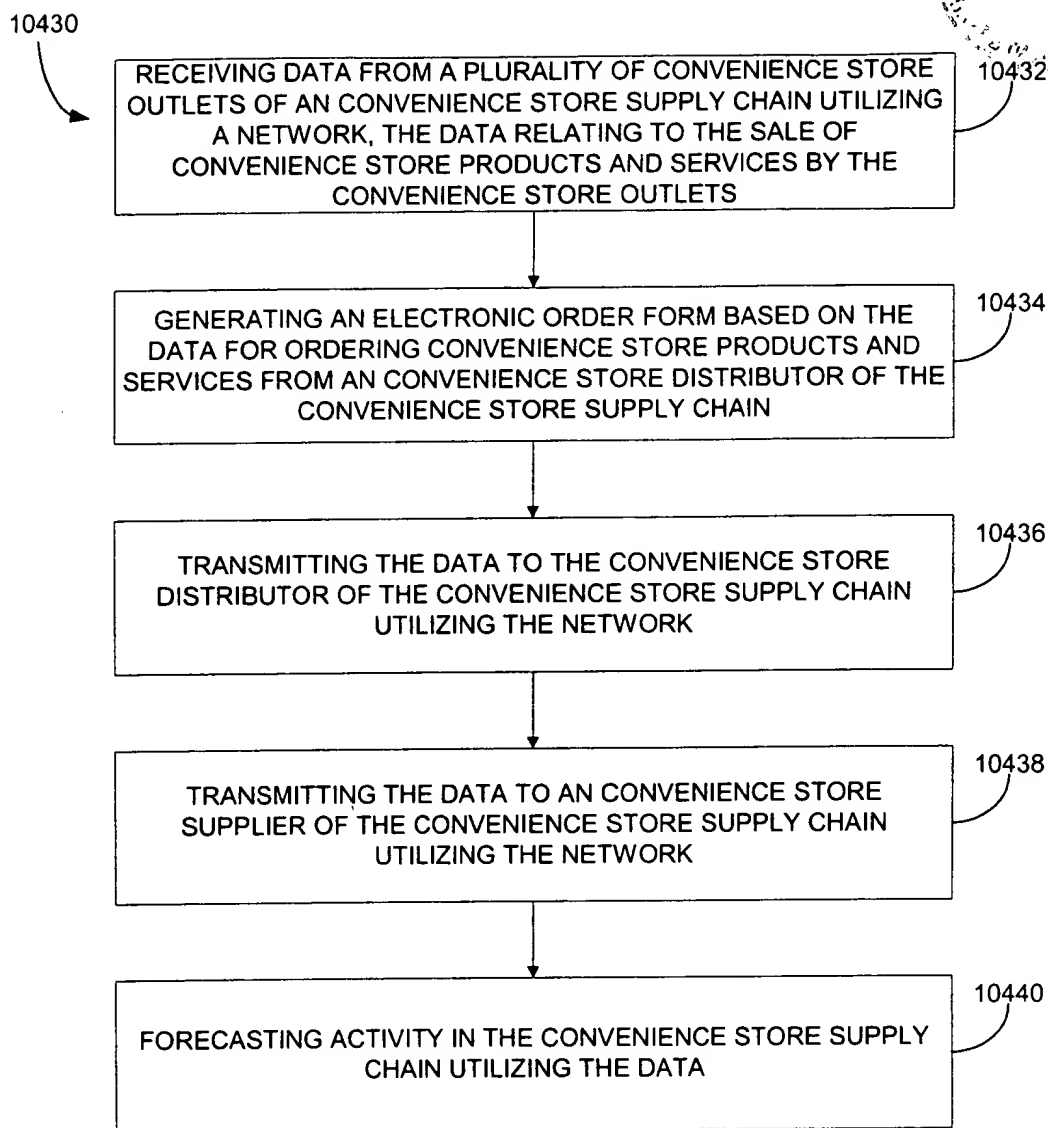 10430
RECEIVING DATA FROM A PLURALITY OF CONVENIENCE STORE
OUTLETS OF AN CONVENIENCE STORE SUPPLY CHAIN UTILIZING
A NETWORK, THE DATA RELATING TO THE SALE OF
CONVENIENCE STORE PRODUCTS AND SERVICES BY THE
CONVENIENCE STORE OUTLETS
10432
GENERATING AN ELECTRONIC ORDER FORM BASED ON THE
DATA FOR ORDERING CONVENIENCE STORE PRODUCTS AND
SERVICES FROM AN CONVENIENCE STORE DISTRIBUTOR OF THE
CONVENIENCE STORE SUPPLY CHAIN
10434
TRANSMITTING THE DATA TO THE CONVENIENCE STORE
DISTRIBUTOR OF THE CONVENIENCE STORE SUPPLY CHAIN
UTILIZING THE NETWORK
10436
TRANSMITTING THE DATA TO AN CONVENIENCE STORE
SUPPLIER OF THE CONVENIENCE STORE SUPPLY CHAIN
UTILIZING THE NETWORK
10438
FORECASTING ACTIVITY IN THE CONVENIENCE STORE SUPPLY
CHAIN UTILIZING THE DATA
10440